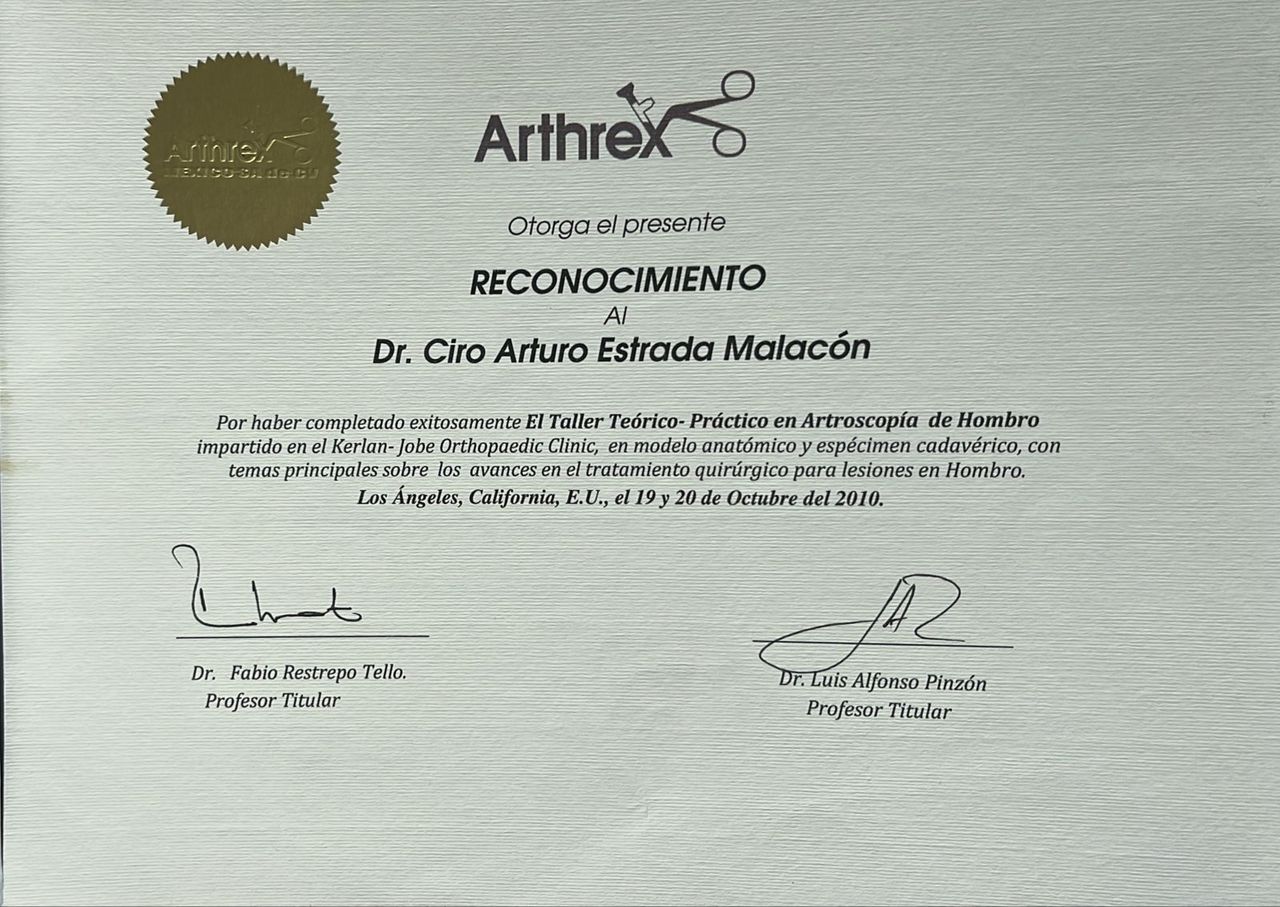 Arthrex
MEXICO SA de CV
Arthrex
Otorga el presente
RECONOCIMIENTO
Al
Dr. Ciro Arturo Estrada Malacón
Por haber completado exitosamente El Taller Teórico- Práctico en Artroscopía de Hombro
impartido en el Kerlan- Jobe Orthopaedic Clinic, en modelo anatómico y espécimen cadavérico, con
temas principales sobre los avances en el tratamiento quirúrgico para lesiones en Hombro.
Los Ángeles, California, E.U., el 19 y 20 de Octubre del 2010.
Dr. Fabio Restrepo Tello.
Profesor Titular
Dr. Luis Alfonso Pinzón
Profesor Titular